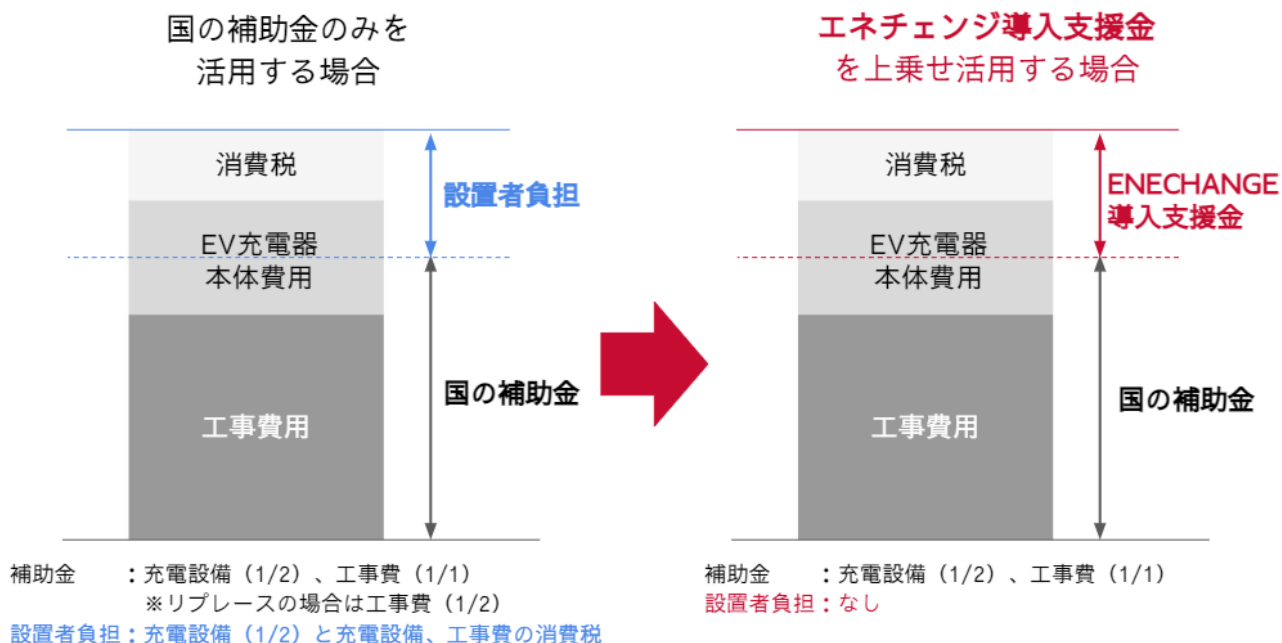 国の補助金のみを
活用する場合
消費税
設置者負担
EV充電器
本体費用
国の補助金
工事費用
補助金　　：充電設備（1/2）、工事費（1/1）
※リプレースの場合は工事費（1/2）
設置者負担：充電設備（1/2）と充電設備、工事費の消費税
エネチェンジ導入支援金
を上乗せ活用する場合
消費税
ENECHANGE
導入支援金
EV充電器
本体費用
国の補助金
工事費用
補助金　　：充電設備（1/2）、工事費（1/1）
設置者負担：なし